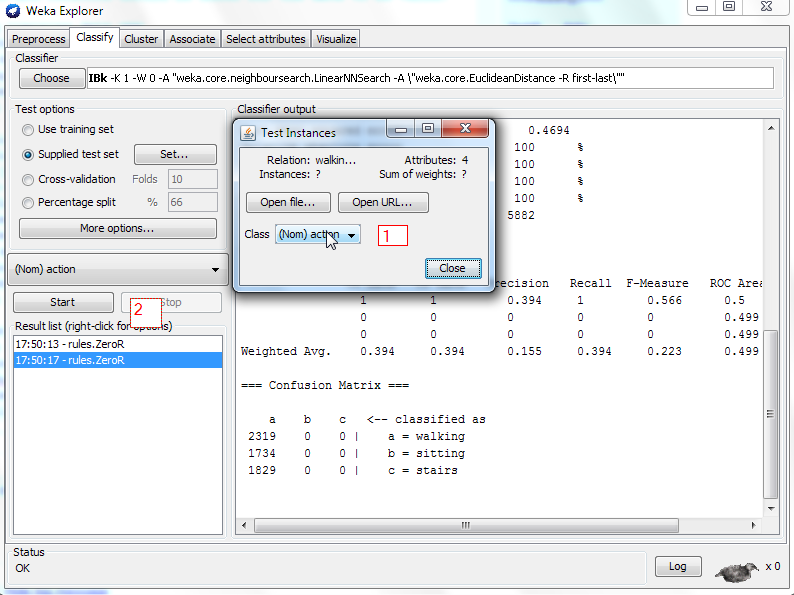 Weka Explorer
Preprocess Classify Cluster Associate Select attributes Visualize
Classifier
Choose IBk -K 1 -W 0 -A "weka.core.neighboursearch.LinearNNSearch -A \"weka.core.EuclideanDistance -R first-last\""
Test options
Use training set
Supplied test set Set...
Cross-validation Folds 10
Percentage split % 66
More options...
(Nom) action
Start Stop
2
Result list (right-click for options)
17:50:13 - rules.ZeroR
17:50:17 - rules.ZeroR
Classifier output
0.4694
100 %
100 %
100 %
100 %
5882
Test Instances
Relation: walkin... Attributes: 4
Instances: ? Sum of weights: ?
Open file... Open URL...
Class (Nom) action 1
Close
recision Recall F-Measure ROC Area
1 1 0.394 1 0.566 0.5
0 0 0 0 0 0.499
0 0 0 0 0 0.499
Weighted Avg. 0.394 0.394 0.155 0.394 0.223 0.499
=== Confusion Matrix ===
a b c <-- classified as
2319 0 0 | a = walking
1734 0 0 | b = sitting
1829 0 0 | c = stairs
Status
OK
Log x 0